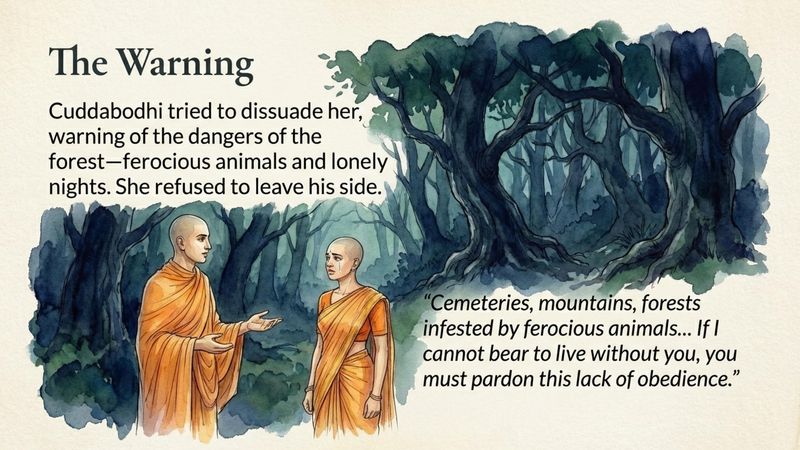 The Warning
Cuddabodhi tried to dissuade her,
warning of the dangers of the
forest—ferocious animals and lonely
nights. She refused to leave his side.
“Cemeteries, mountains, forests
infested by ferocious animals... If I
cannot bear to live without you, you
must pardon this lack of obedience.”